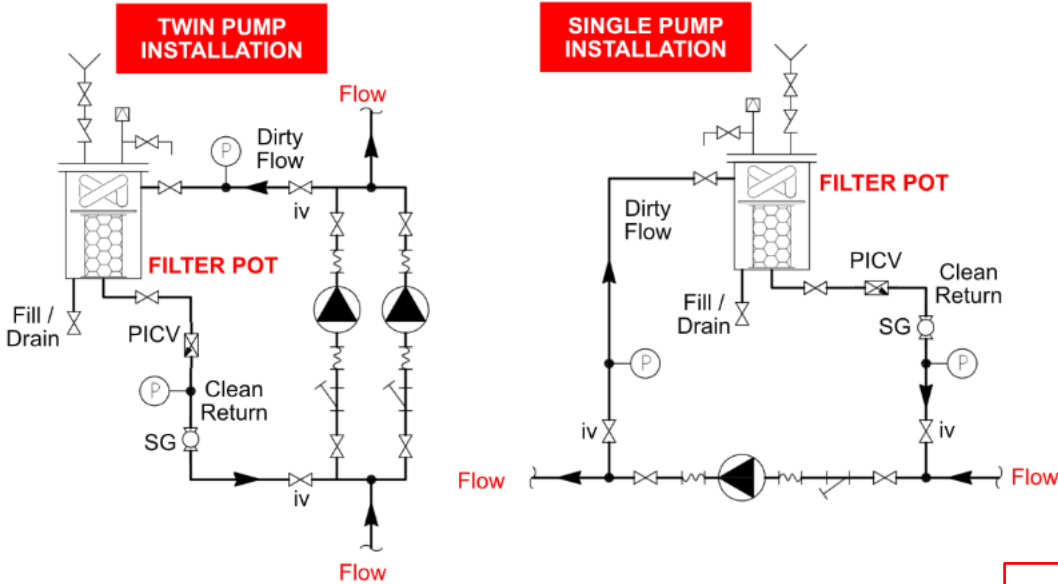 TWIN PUMP
INSTALLATION
Flow
Dirty
Flow
P
iv
FILTER POT
Fill /
Drain
PICV
P
Clean
Return
SG
iv
Flow
SINGLE PUMP
INSTALLATION
FILTER POT
Dirty
Flow
PICV
Clean
Return
Fill /
Drain
SG
P
P
iv
iv
Flow
Flow